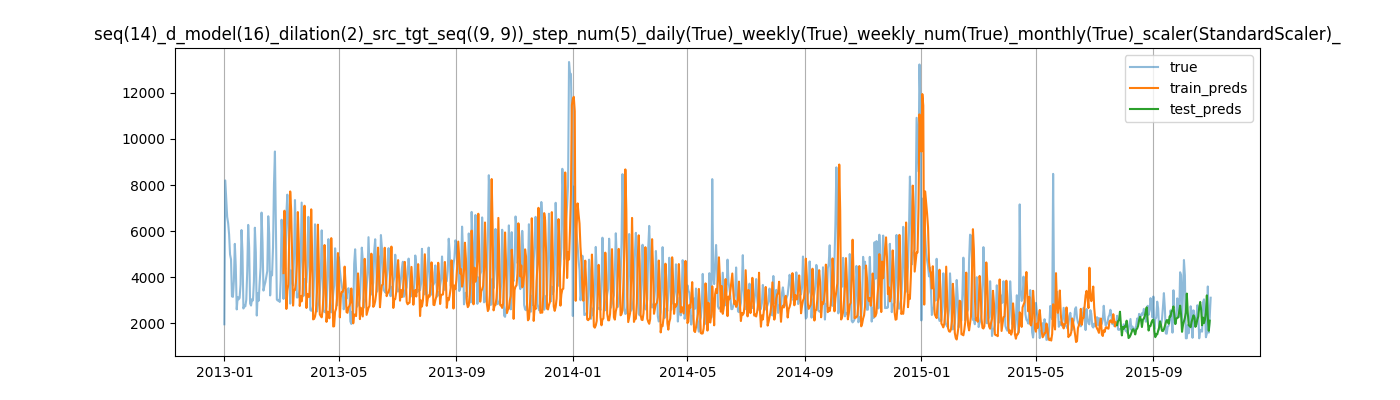 seq(14)_d_model(16)_dilation(2)_src_tgt_seq((9, 9))_step_num(5)_daily(True)_weekly(True)_weekly_num(True)_monthly(True)_scaler(StandardScaler)_
true
train_preds
test_preds
12000
10000
8000
6000
4000
2000
2013-01 2013-05 2013-09 2014-01 2014-05 2014-09 2015-01 2015-05 2015-09